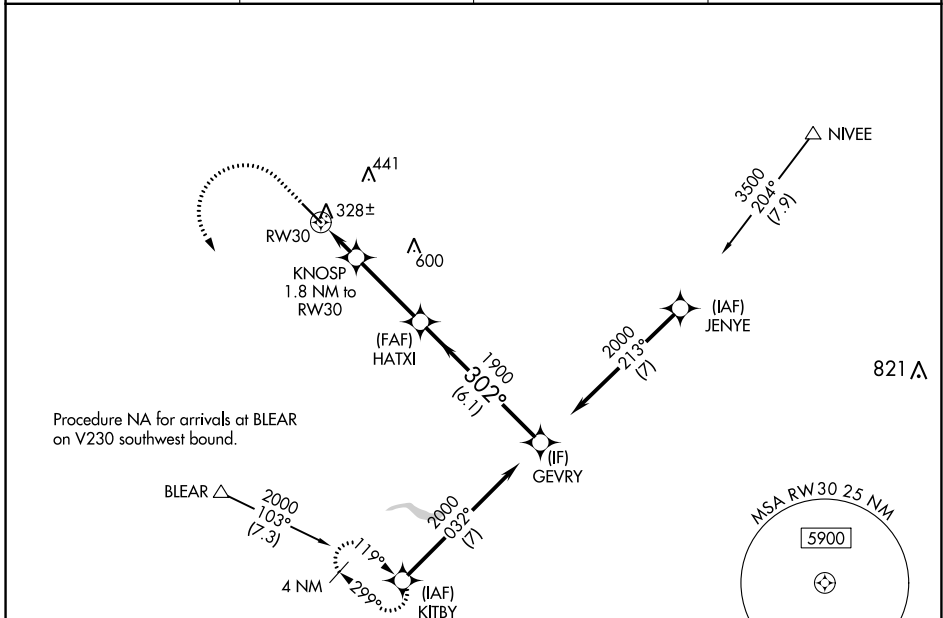 NIVEE
3500
204°
(7.9)
441
328±
RW30
600
KNOSP
1.8 NM to
RW30
(FAF)
HATXI
(IAF)
JENYE
2000
213°
(7)
1900
302°
(6.1)
821
Procedure NA for arrivals at BLEAR
on V230 southwest bound.
(IF)
GEVRY
BLEAR
2000
103°
(7.3)
2000
032°
(7)
119°
299°
4 NM
(IAF)
KITBY
MSA RW30 25 NM
5900